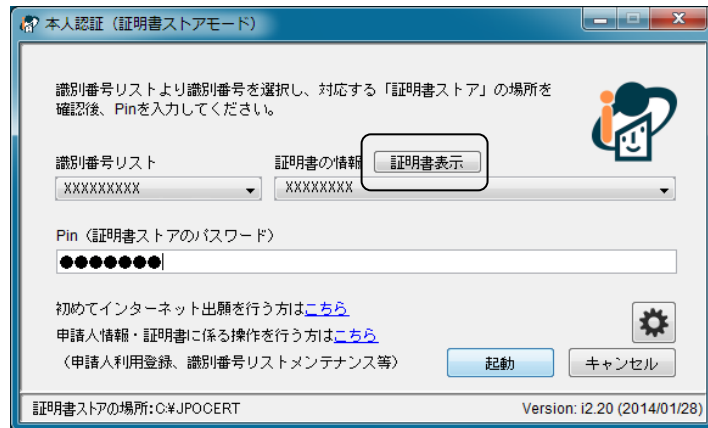 本人認証（証明書ストアモード）
識別番号リストより識別番号を選択し、対応する「証明書ストア」の場所を
確認後、Pinを入力してください。
識別番号リスト 証明書の情報 証明書表示
XXXXXXXXX XXXXXXXX
Pin（証明書ストアのパスワード）
●●●●●●●
初めてインターネット出願を行う方はこちら
申請人情報・証明書に係る操作を行う方はこちら
（申請人利用登録、識別番号リストメンテナンス等） 起動 キャンセル
証明書ストアの場所:C:¥JPOCERT Version: i2.20 (2014/01/28)